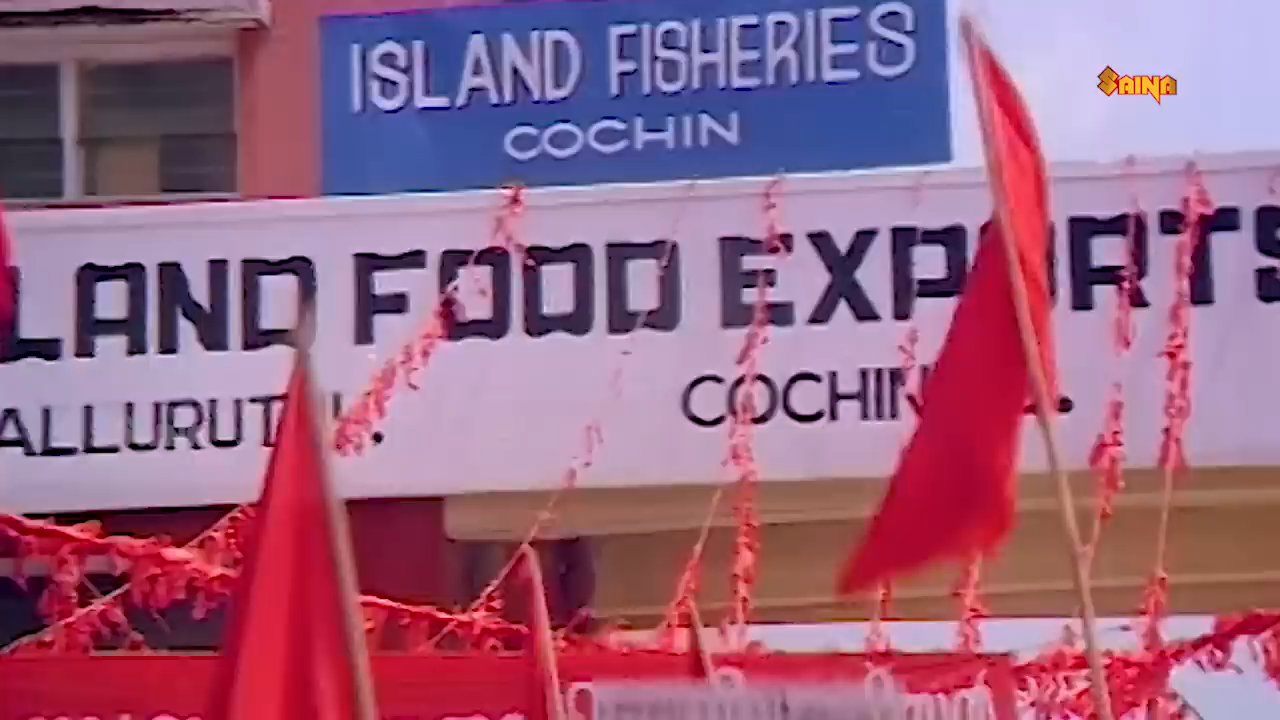 ISLAND FISHERIES
COCHIN
SAINA
LAND FOOD EXPORTS
COCHIN